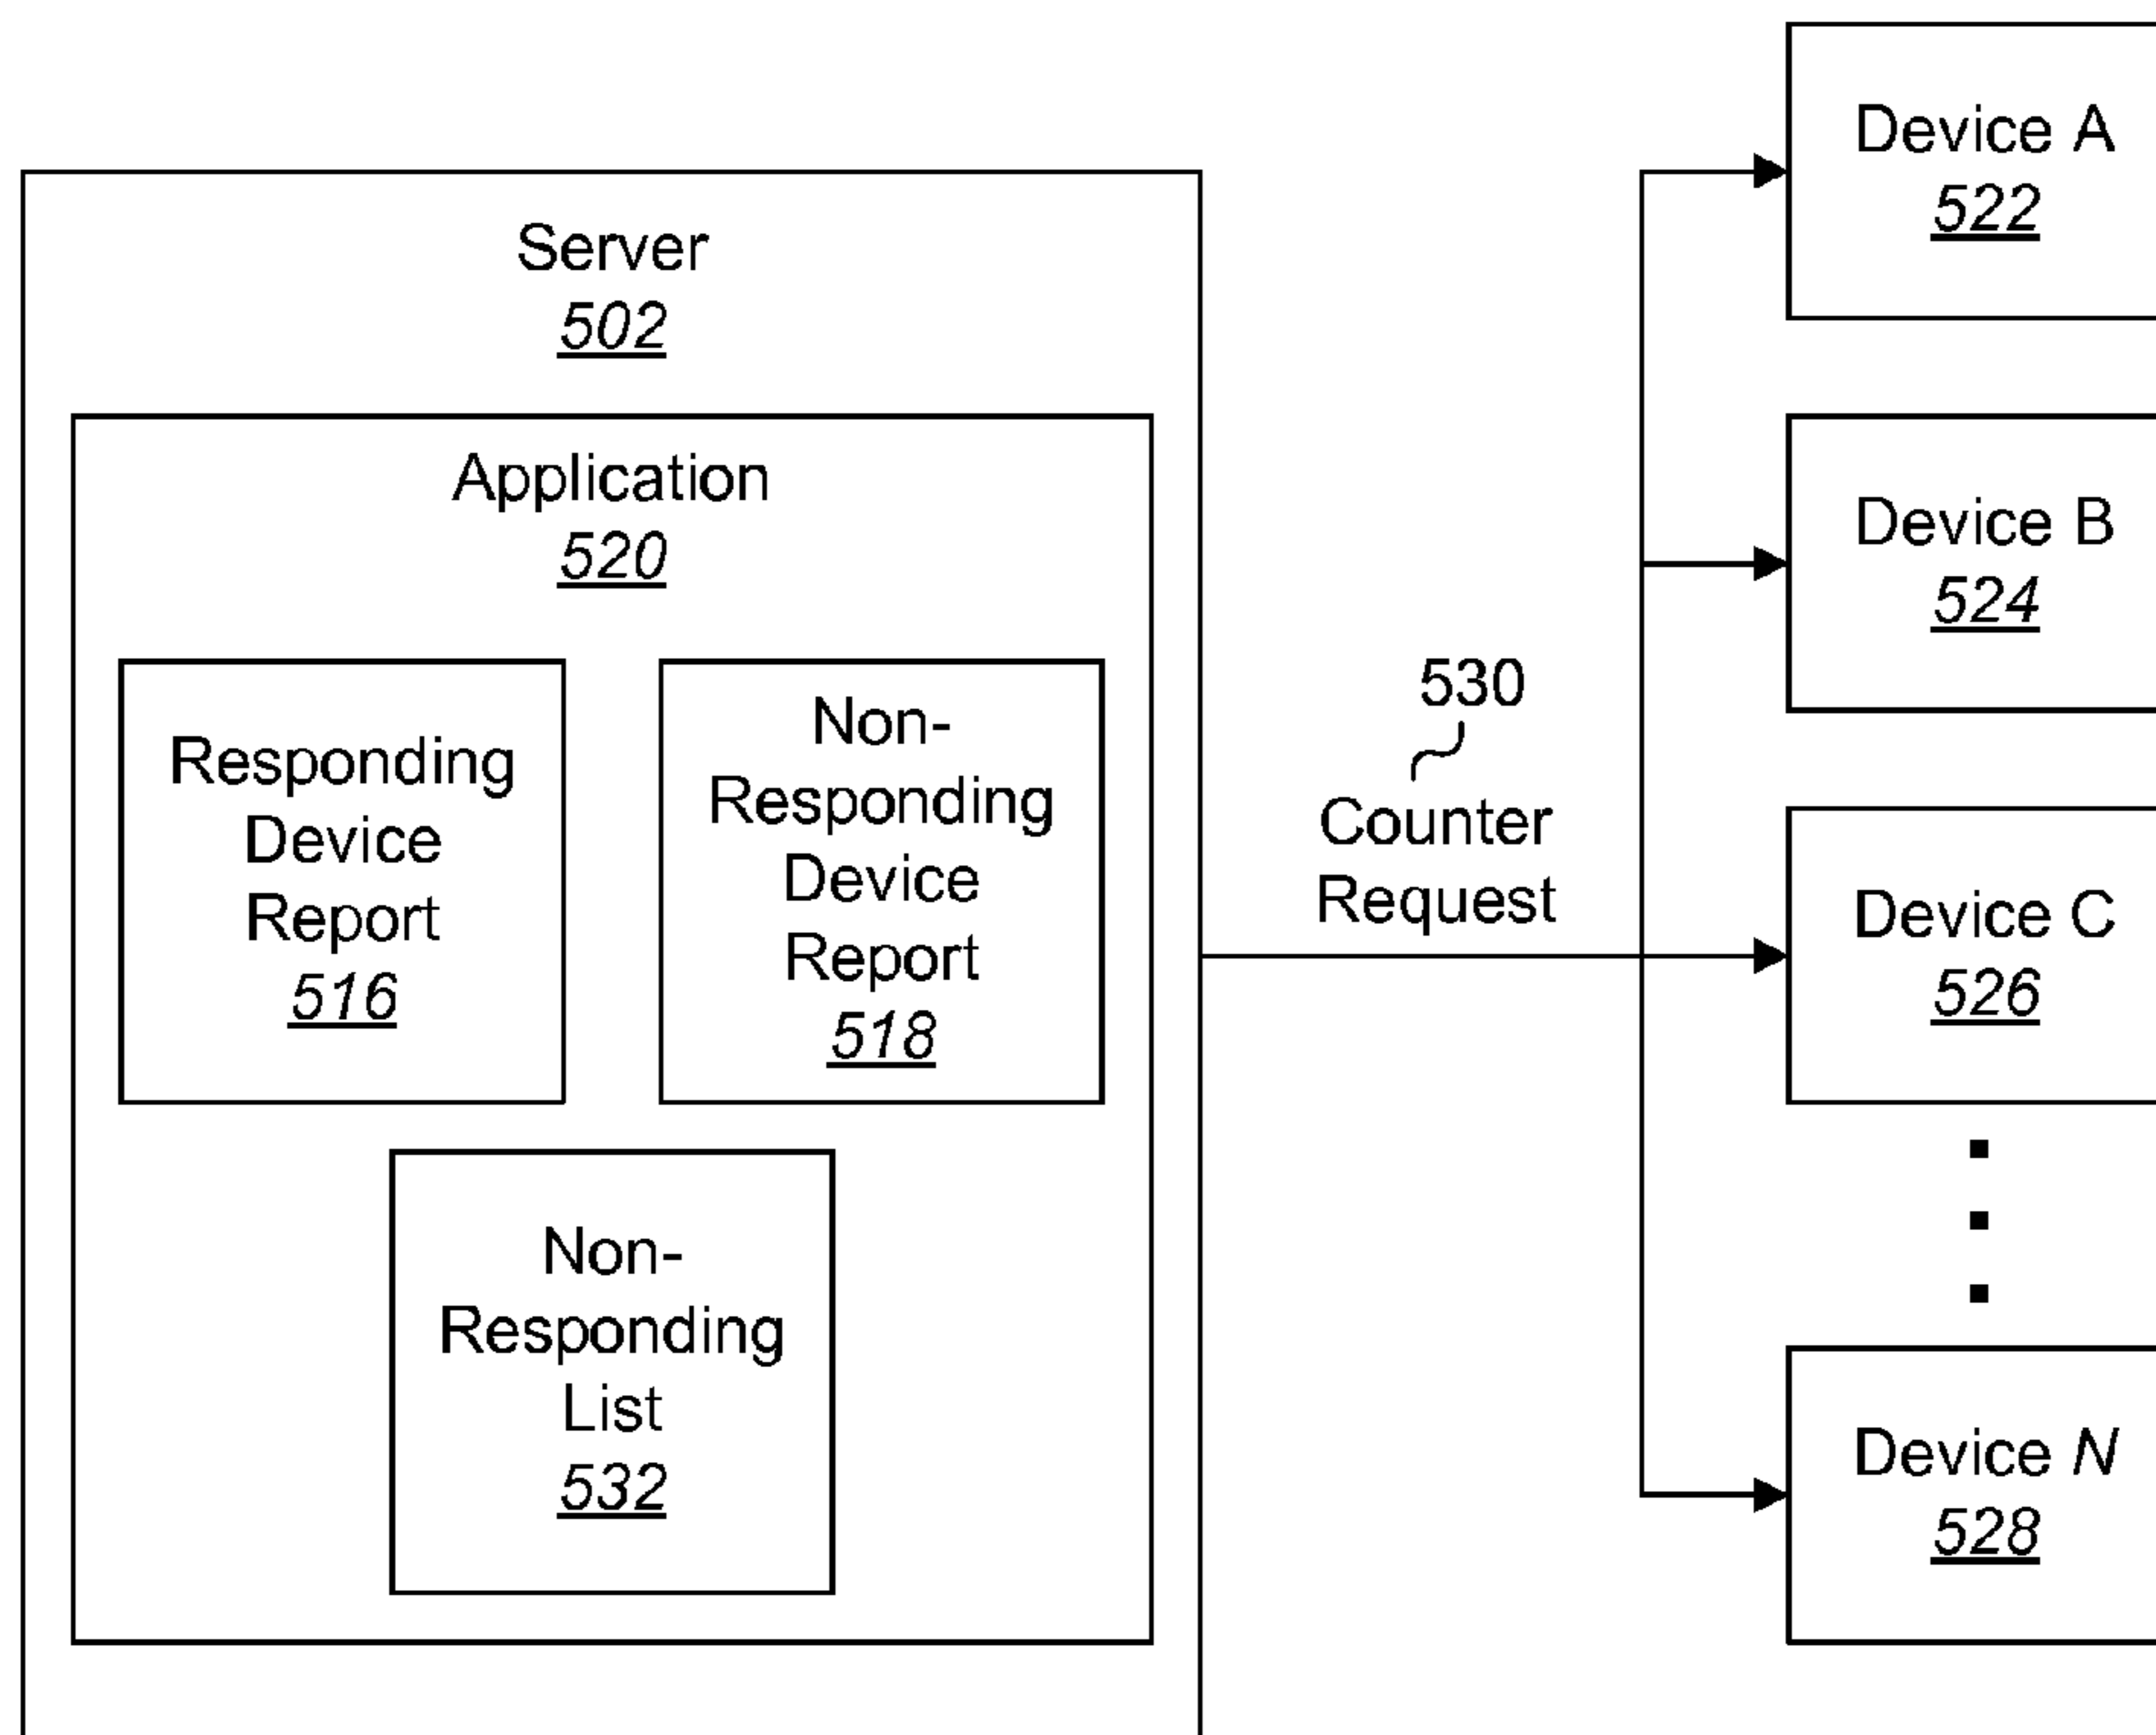 Server
502
Application
520
Responding
Device
Report
516
Non-
Responding
Device
Report
518
Non-
Responding
List
532
530
Counter
Request
Device A
522
Device B
524
Device C
526
Device N
528